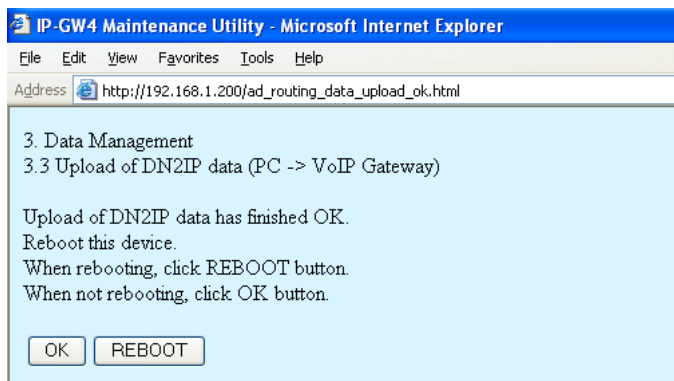 IP-GW4 Maintenance Utility - Microsoft Internet Explorer
File Edit View Favorites Tools Help
Address http://192.168.1.200/ad_routing_data_upload_ok.html
3. Data Management
3.3 Upload of DN2IP data (PC -> VoIP Gateway)
Upload of DN2IP data has finished OK.
Reboot this device.
When rebooting, click REBOOT button.
When not rebooting, click OK button.
OK REBOOT